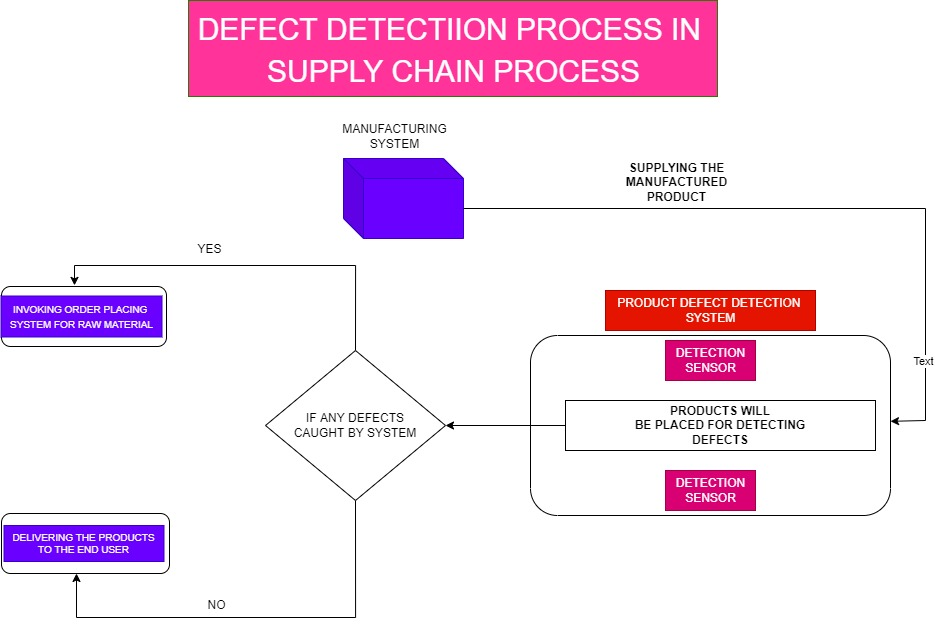 DEFECT DETECTIION PROCESS IN
SUPPLY CHAIN PROCESS
MANUFACTURING
SYSTEM
SUPPLYING THE
MANUFACTURED
PRODUCT
YES
INVOKING ORDER PLACING
SYSTEM FOR RAW MATERIAL
PRODUCT DEFECT DETECTION
SYSTEM
DETECTION
SENSOR
Text
IF ANY DEFECTS
CAUGHT BY SYSTEM
PRODUCTS WILL
BE PLACED FOR DETECTING
DEFECTS
DETECTION
SENSOR
DELIVERING THE PRODUCTS
TO THE END USER
NO